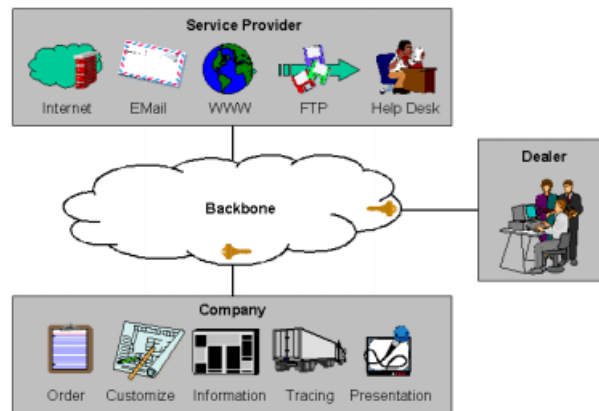 Service Provider
Internet EMail WWW FTP Help Desk
Dealer
Backbone
Company
Order Customize Information Tracing Presentation